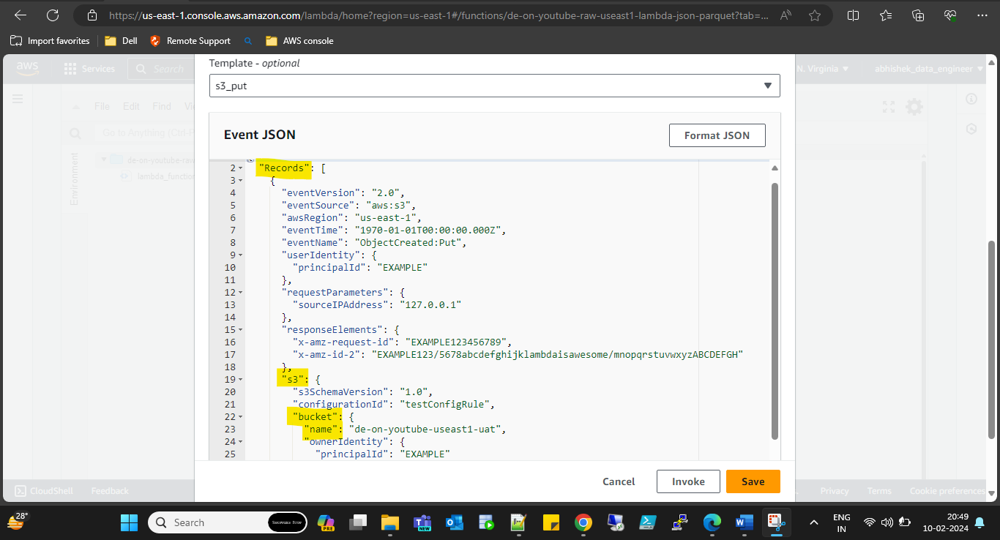 https://us-east-1.console.aws.amazon.com/lambda/home?region=us-east-1#/functions/de-on-youtube-raw-useast1-lambda-json-parquet?tab=...
Import favorites
Dell
Remote Support
AWS console
aws
Services
Search
N. Virginia
abhishek_data_engineer
File Edit Find
Go to Anything (Ctrl-P
Environment
de-on-youtube-raw
lambda_function
Template - optional
s3_put
Event JSON
Format JSON
2 "Records": [
3 {
4 "eventVersion": "2.0",
5 "eventSource": "aws:s3",
6 "awsRegion": "us-east-1",
7 "eventTime": "1970-01-01T00:00:00.000Z",
8 "eventName": "ObjectCreated:Put",
9 "userIdentity": {
10 "principalId": "EXAMPLE"
11 },
12 "requestParameters": {
13 "sourceIPAddress": "127.0.0.1"
14 },
15 "responseElements": {
16 "x-amz-request-id": "EXAMPLE123456789",
17 "x-amz-id-2": "EXAMPLE123/5678abcdefghijklambdaisawesome/mnopqrstuvwxyzABCDEFGH"
18 },
19 "s3": {
20 "s3SchemaVersion": "1.0",
21 "configurationId": "testConfigRule",
22 "bucket": {
23 "name": "de-on-youtube-useast1-uat",
24 "ownerIdentity": {
25 "principalId": "EXAMPLE"
Cancel
Invoke
Save
CloudShell
Feedback
Privacy
Terms
Cookie preferences
28°
Search
SHOPPERS STOP
PRE
NEW
ENG
IN
20:49
10-02-2024